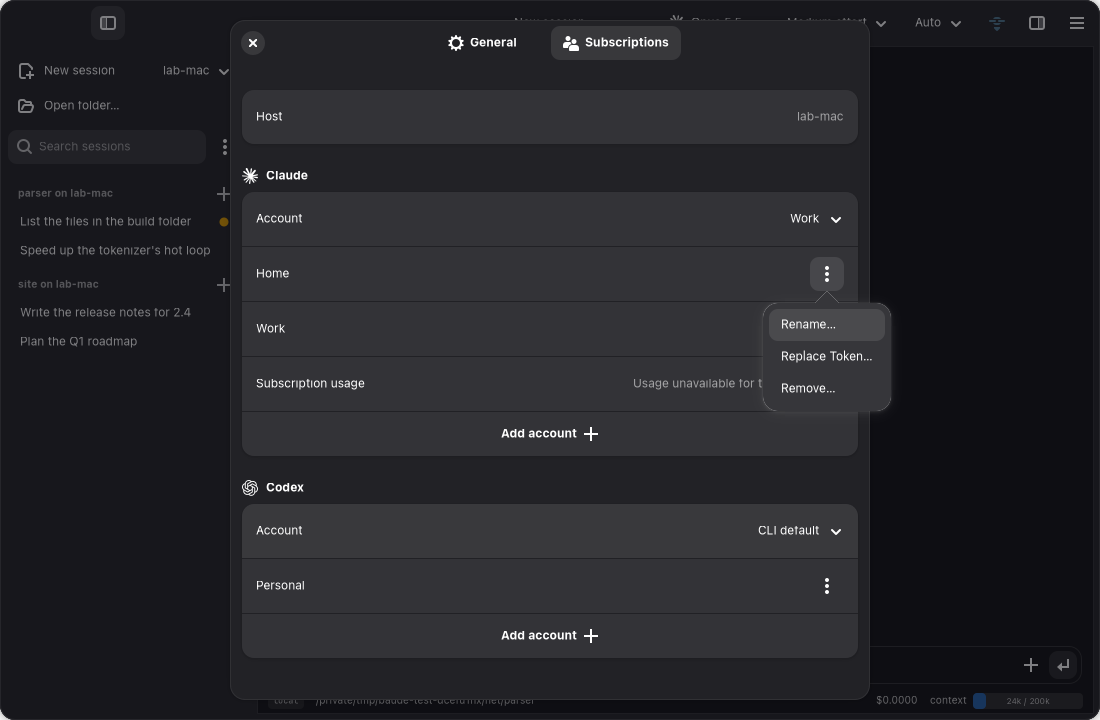 Auto
General
Subscriptions
New session
lab-mac
Open folder...
Search sessions
parser on lab-mac
List the files in the build folder
Speed up the tokenizer's hot loop
site on lab-mac
Write the release notes for 2.4
Plan the Q1 roadmap
Host
lab-mac
Claude
Account
Work
Home
Work
Subscription usage
Usage unavailable for
Add account
Rename...
Replace Token...
Remove...
Codex
Account
CLI default
Personal
Add account
$0.0000
context
24k / 200k